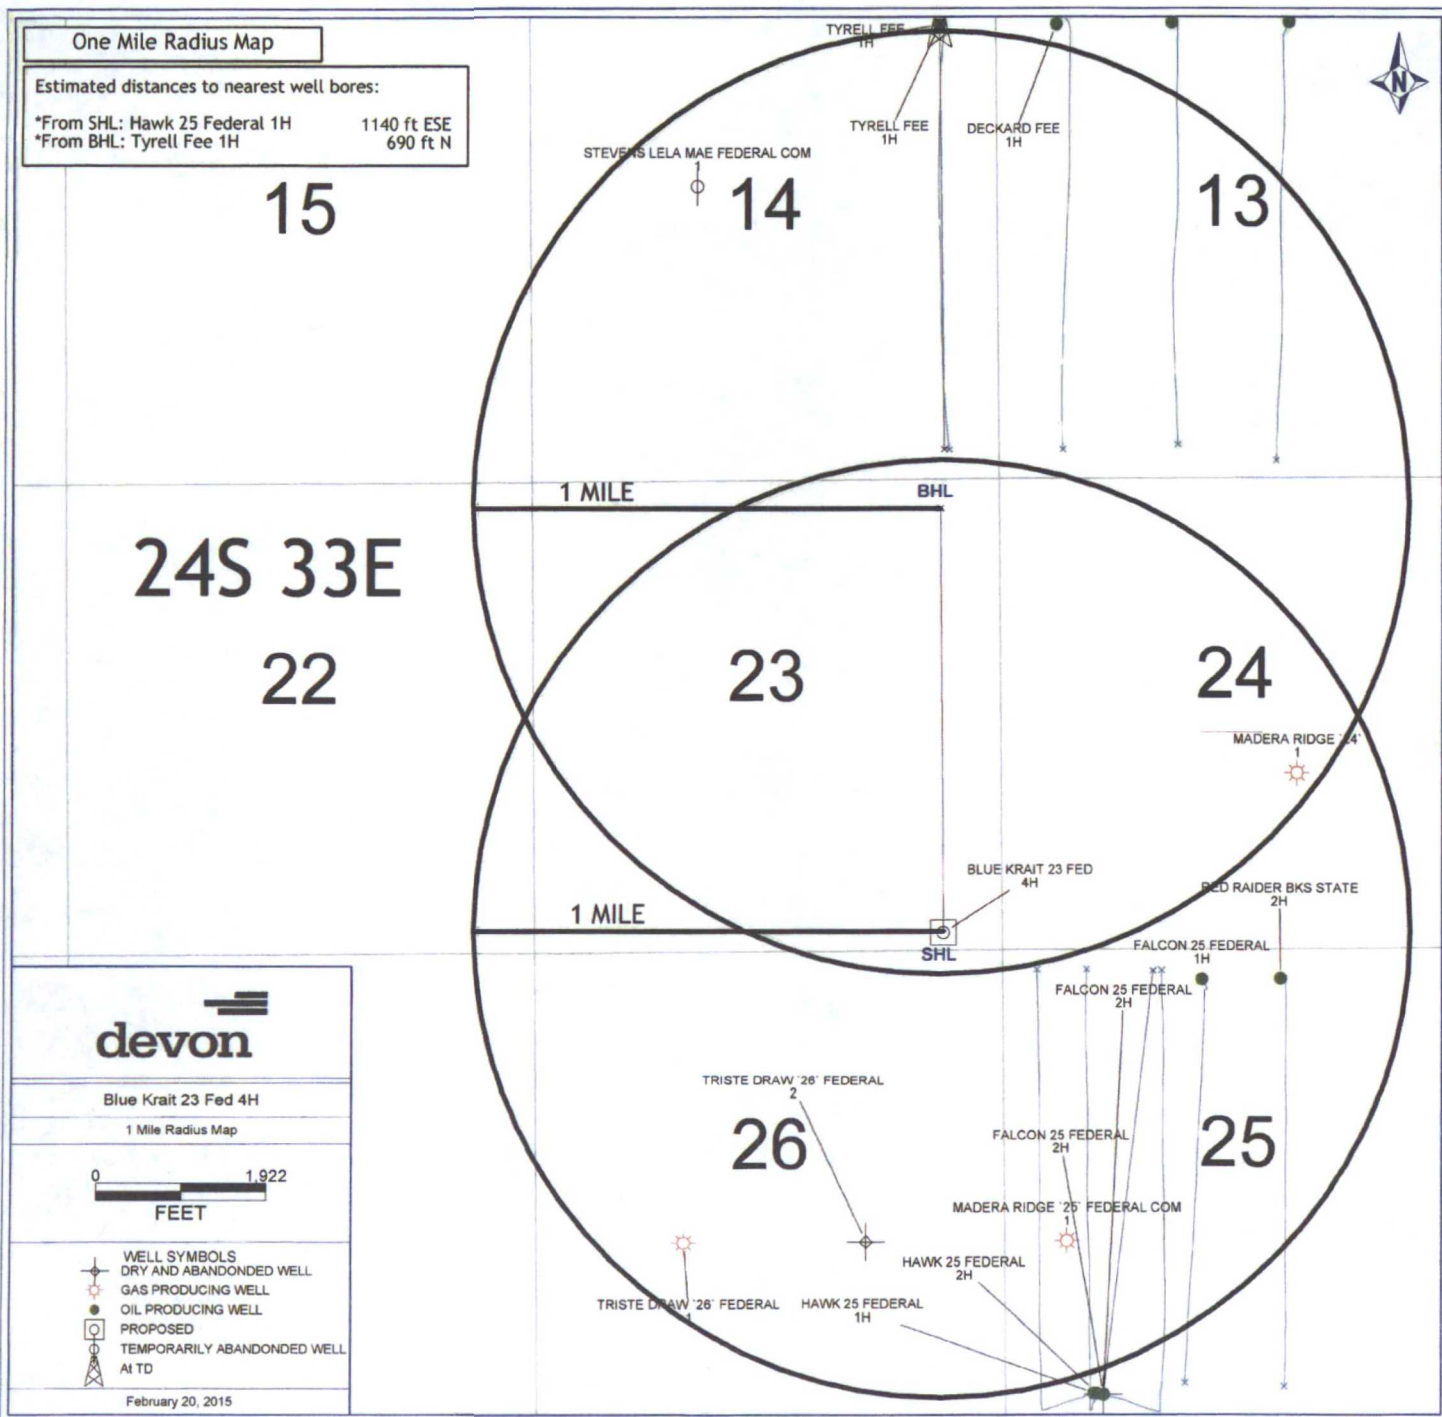 One Mile Radius Map
Estimated distances to nearest well bores:
*From SHL: Hawk 25 Federal 1H 1140 ft ESE
*From BHL: Tyrell Fee 1H 690 ft N
TYRELL FEE
1H
TYRELL FEE
1H
DECKARD FEE
1H
N
STEVENS LELA MAE FEDERAL COM
1
15
14
13
1 MILE
BHL
24S 33E
22
23
24
MADERA RIDGE '24'
1
BLUE KRAIT 23 FED
4H
RED RAIDER BKS STATE
2H
1 MILE
SHL
FALCON 25 FEDERAL
1H
FALCON 25 FEDERAL
2H
TRISTE DRAW '26' FEDERAL
2
26
FALCON 25 FEDERAL
2H
25
MADERA RIDGE '25' FEDERAL COM
1
HAWK 25 FEDERAL
2H
TRISTE DRAW '26' FEDERAL
1
HAWK 25 FEDERAL
1H
devon
Blue Krait 23 Fed 4H
1 Mile Radius Map
0 1,922
FEET
WELL SYMBOLS
DRY AND ABANDONDED WELL
GAS PRODUCING WELL
OIL PRODUCING WELL
PROPOSED
TEMPORARILY ABANDONDED WELL
At TD
February 20, 2015